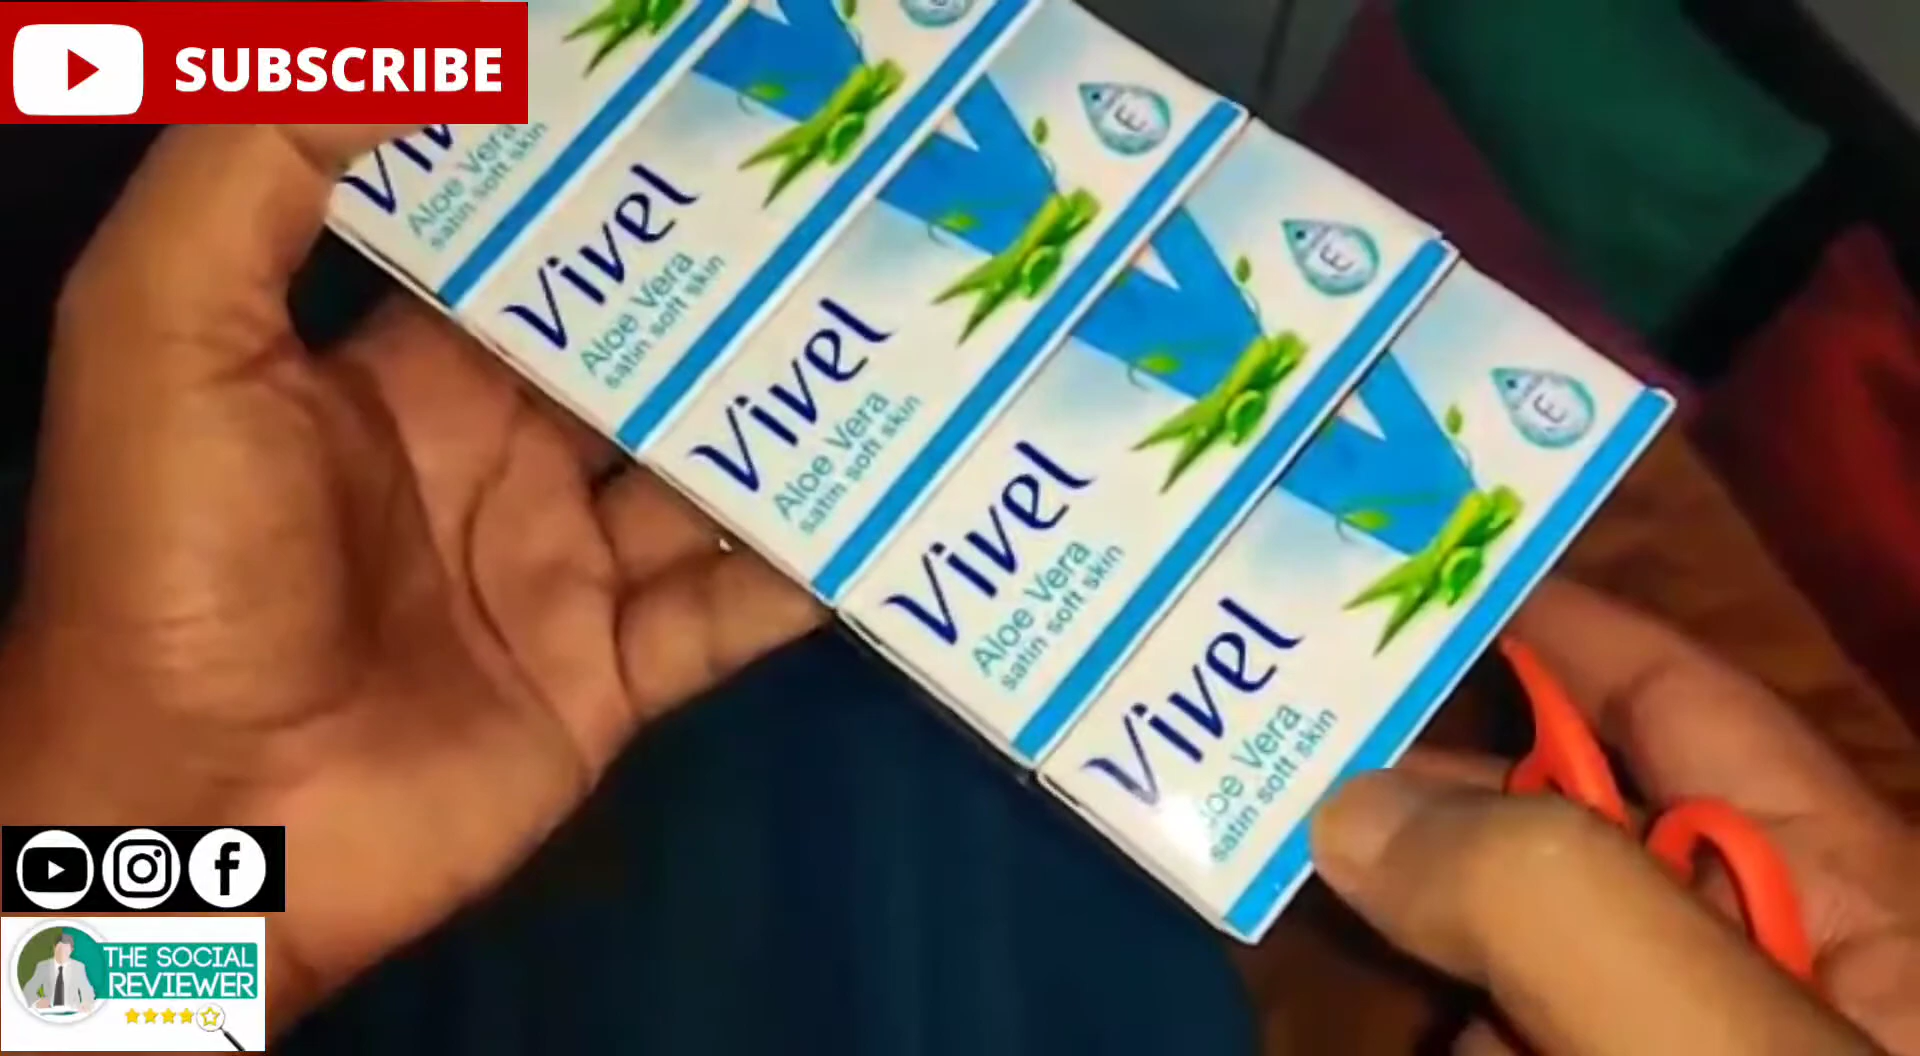 SUBSCRIBE
Aloe Vera
satin soft skin
Vivel
Aloe Vera
satin soft skin
Vivel
Aloe Vera
satin soft skin
E
Vivel
Aloe Vera
satin soft skin
E
Vivel
satin soft skin
E
THE SOCIAL
REVIEWER